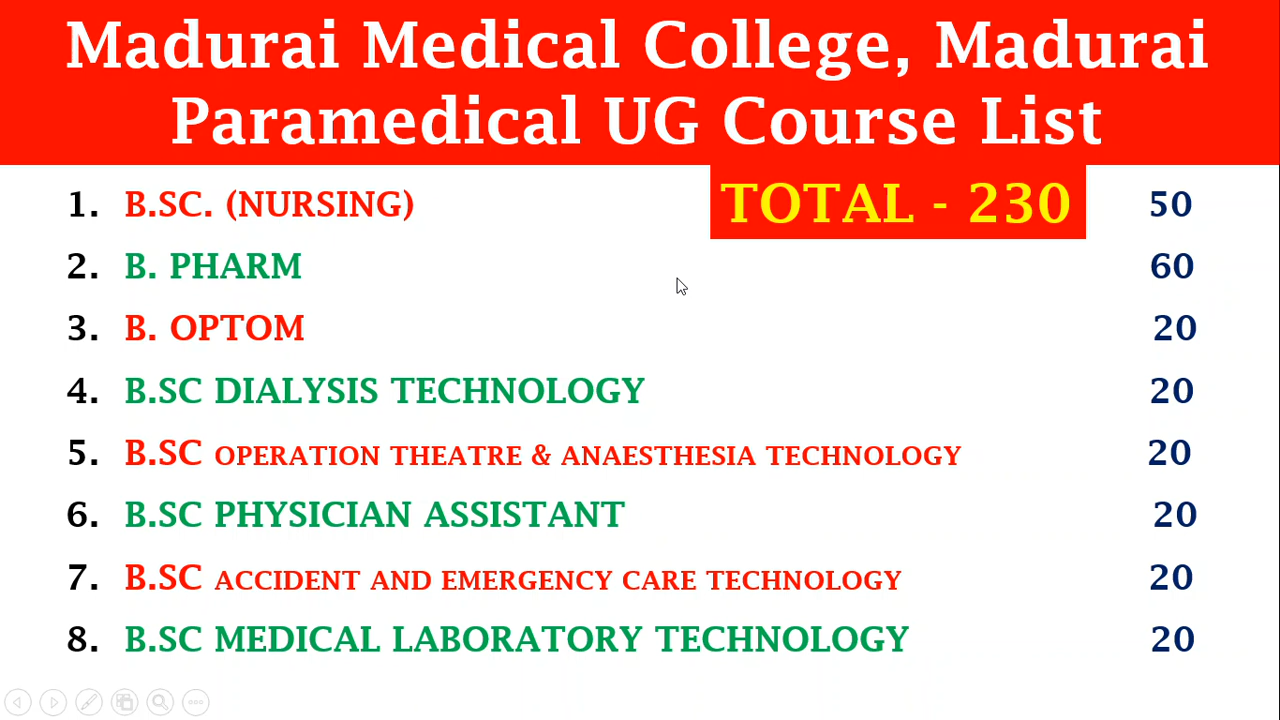 Madurai Medical College, Madurai
Paramedical UG Course List
TOTAL - 230
1. B.SC. (NURSING) 50
2. B. PHARM 60
3. B. OPTOM 20
4. B.SC DIALYSIS TECHNOLOGY 20
5. B.SC OPERATION THEATRE & ANAESTHESIA TECHNOLOGY 20
6. B.SC PHYSICIAN ASSISTANT 20
7. B.SC ACCIDENT AND EMERGENCY CARE TECHNOLOGY 20
8. B.SC MEDICAL LABORATORY TECHNOLOGY 20